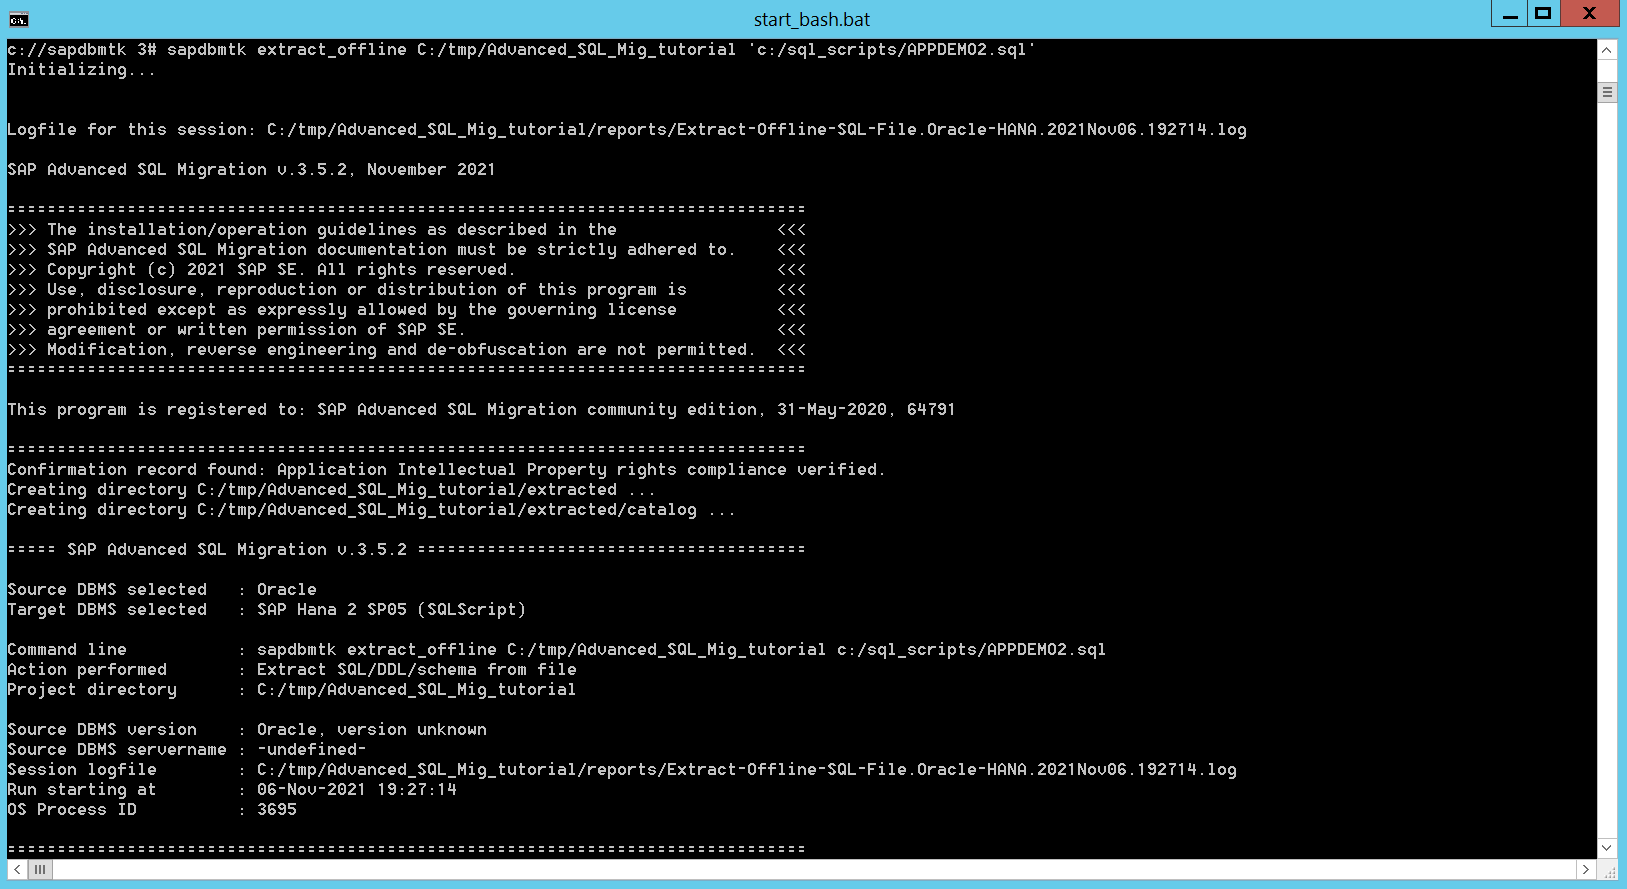 start_bash.bat
c://sapdbmtk 3# sapdbmtk extract_offline C:/tmp/Advanced_SQL_Mig_tutorial 'c:/sql_scripts/APPDEMO2.sql'
Initializing...
Logfile for this session: C:/tmp/Advanced_SQL_Mig_tutorial/reports/Extract-Offline-SQL-File.Oracle-HANA.2021Nov06.192714.log
SAP Advanced SQL Migration v.3.5.2, November 2021
================================================================================
>>> The installation/operation guidelines as described in the                <<<
>>> SAP Advanced SQL Migration documentation must be strictly adhered to.    <<<
>>> Copyright (c) 2021 SAP SE. All rights reserved.                          <<<
>>> Use, disclosure, reproduction or distribution of this program is         <<<
>>> prohibited except as expressly allowed by the governing license          <<<
>>> agreement or written permission of SAP SE.                               <<<
>>> Modification, reverse engineering and de-obfuscation are not permitted.  <<<
================================================================================
This program is registered to: SAP Advanced SQL Migration community edition, 31-May-2020, 64791
================================================================================
Confirmation record found: Application Intellectual Property rights compliance verified.
Creating directory C:/tmp/Advanced_SQL_Mig_tutorial/extracted ...
Creating directory C:/tmp/Advanced_SQL_Mig_tutorial/extracted/catalog ...
===== SAP Advanced SQL Migration v.3.5.2 =======================================
Source DBMS selected   : Oracle
Target DBMS selected   : SAP Hana 2 SP05 (SQLScript)
Command line           : sapdbmtk extract_offline C:/tmp/Advanced_SQL_Mig_tutorial c:/sql_scripts/APPDEMO2.sql
Action performed       : Extract SQL/DDL/schema from file
Project directory      : C:/tmp/Advanced_SQL_Mig_tutorial
Source DBMS version    : Oracle, version unknown
Source DBMS servername : -undefined-
Session logfile        : C:/tmp/Advanced_SQL_Mig_tutorial/reports/Extract-Offline-SQL-File.Oracle-HANA.2021Nov06.192714.log
Run starting at        : 06-Nov-2021 19:27:14
OS Process ID          : 3695
================================================================================